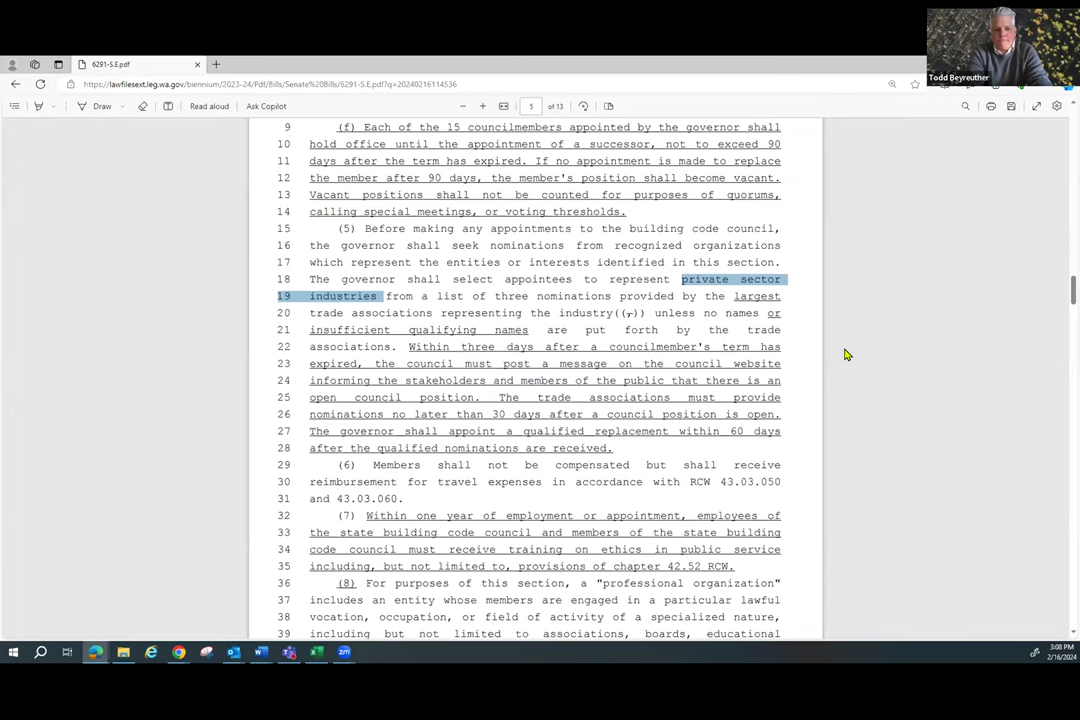 Todd Beyreuther
6291-S.E.pdf
https://lawfilesext.leg.wa.gov/biennium/2023-24/Pdf/Bills/Senate%20Bills/6291-S.E.pdf?q=20240216114536
Draw
Read aloud
Ask Copilot
5 of 13
9 (f) Each of the 15 councilmembers appointed by the governor shall
10 hold office until the appointment of a successor, not to exceed 90
11 days after the term has expired. If no appointment is made to replace
12 the member after 90 days, the member's position shall become vacant.
13 Vacant positions shall not be counted for purposes of quorums,
14 calling special meetings, or voting thresholds.
15 (5) Before making any appointments to the building code council,
16 the governor shall seek nominations from recognized organizations
17 which represent the entities or interests identified in this section.
18 The governor shall select appointees to represent private sector
19 industries from a list of three nominations provided by the largest
20 trade associations representing the industry((,)) unless no names or
21 insufficient qualifying names are put forth by the trade
22 associations. Within three days after a councilmember's term has
23 expired, the council must post a message on the council website
24 informing the stakeholders and members of the public that there is an
25 open council position. The trade associations must provide
26 nominations no later than 30 days after a council position is open.
27 The governor shall appoint a qualified replacement within 60 days
28 after the qualified nominations are received.
29 (6) Members shall not be compensated but shall receive
30 reimbursement for travel expenses in accordance with RCW 43.03.050
31 and 43.03.060.
32 (7) Within one year of employment or appointment, employees of
33 the state building code council and members of the state building
34 code council must receive training on ethics in public service
35 including, but not limited to, provisions of chapter 42.52 RCW.
36 (8) For purposes of this section, a "professional organization"
37 includes an entity whose members are engaged in a particular lawful
38 vocation, occupation, or field of activity of a specialized nature,
39 including but not limited to associations, boards, educational
3:08 PM
2/16/2024